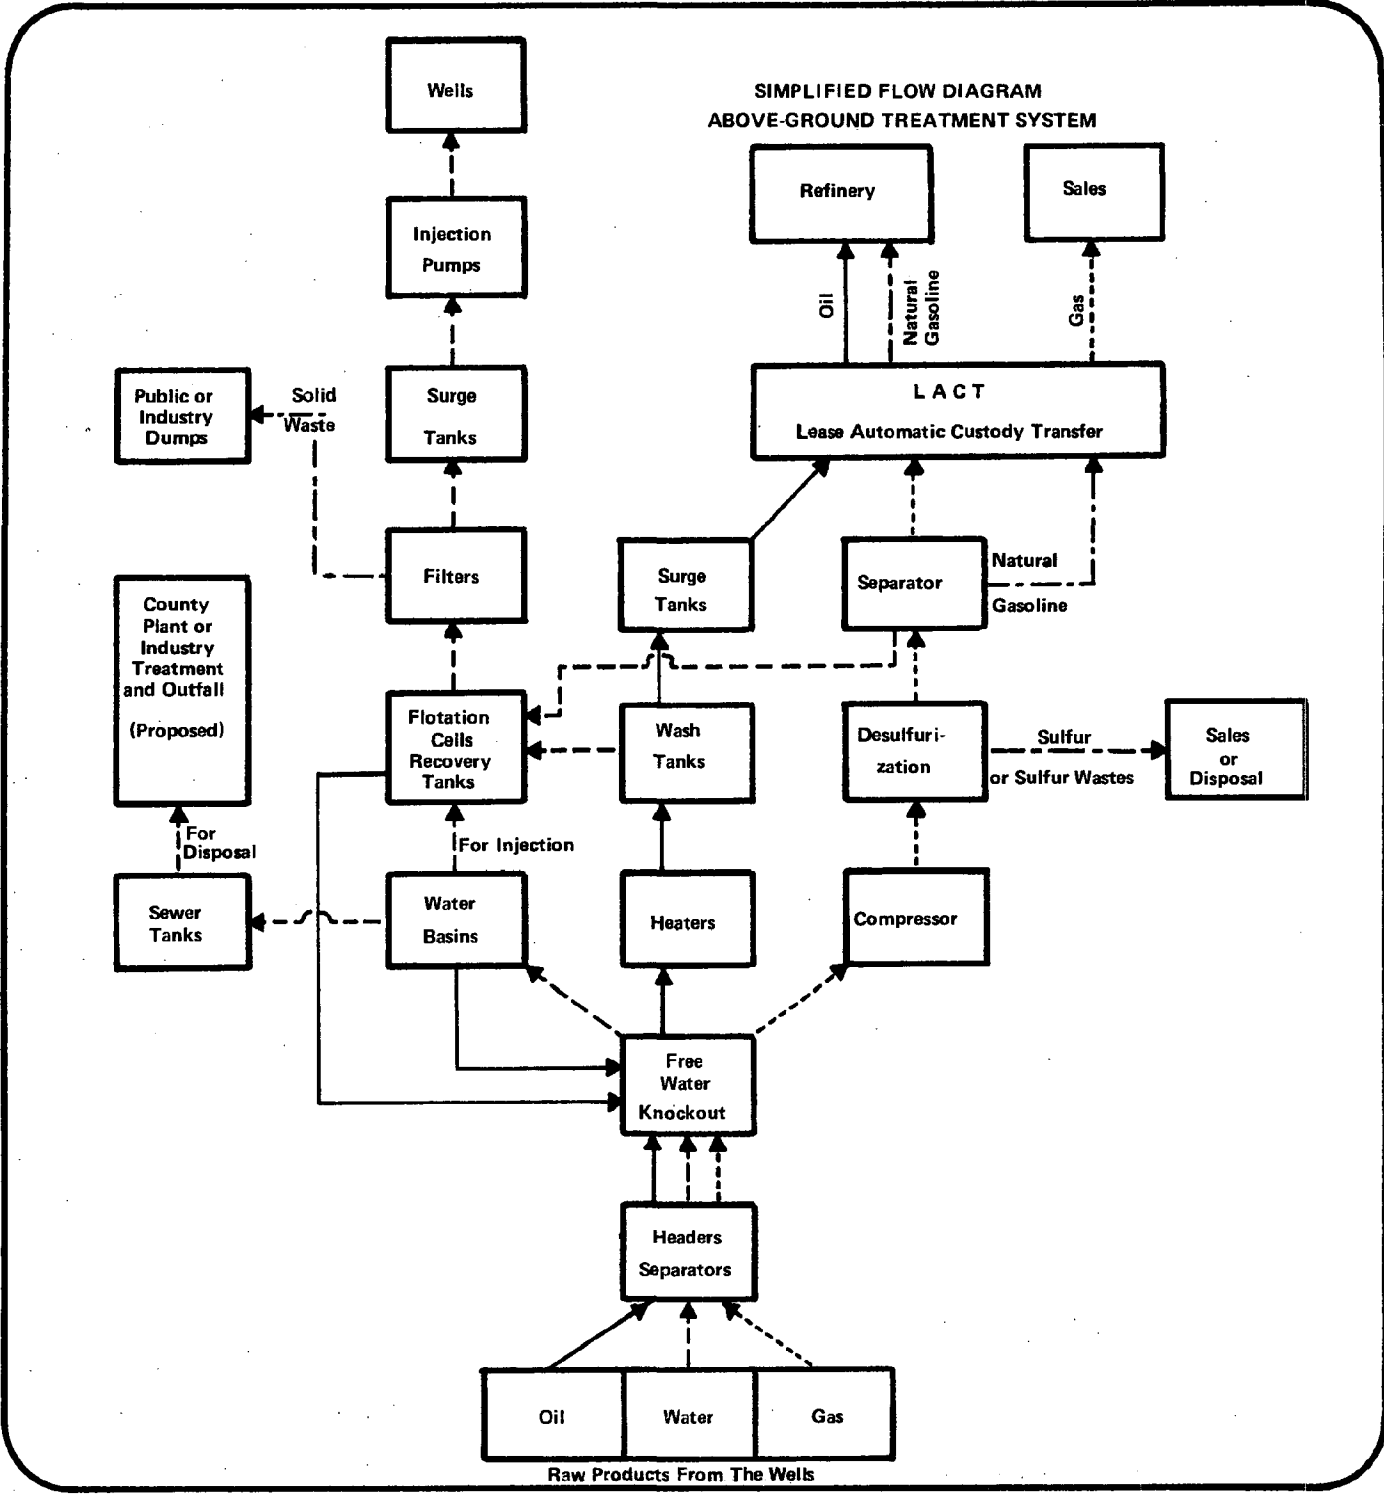 SIMPLIFIED FLOW DIAGRAM
ABOVE-GROUND TREATMENT SYSTEM
Wells
Injection
Pumps
Refinery
Sales
Oil
Natural
Gasoline
Gas
Public or
Industry
Dumps
Solid
Waste
Surge
Tanks
LACT
Lease Automatic Custody Transfer
Filters
Surge
Tanks
Separator
Natural
Gasoline
County
Plant or
Industry
Treatment
and Outfall
(Proposed)
Flotation
Cells
Recovery
Tanks
Wash
Tanks
Desulfuri-
zation
Sulfur
or Sulfur Wastes
Sales
or
Disposal
For
Disposal
For Injection
Sewer
Tanks
Water
Basins
Heaters
Compressor
Free
Water
Knockout
Headers
Separators
Oil
Water
Gas
Raw Products From The Wells